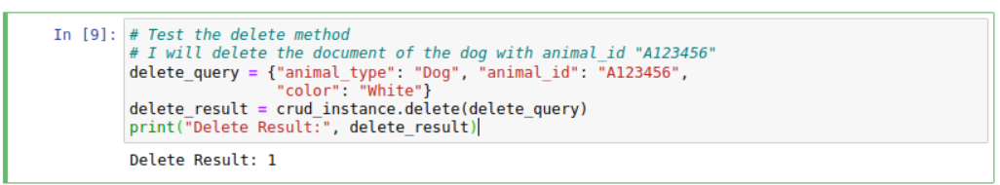 In [9]: # Test the delete method
# I will delete the document of the dog with animal_id "A123456"
delete_query = {"animal_type": "Dog", "animal_id": "A123456",
                "color": "White"}
delete_result = crud_instance.delete(delete_query)
print("Delete Result:", delete_result)
Delete Result: 1